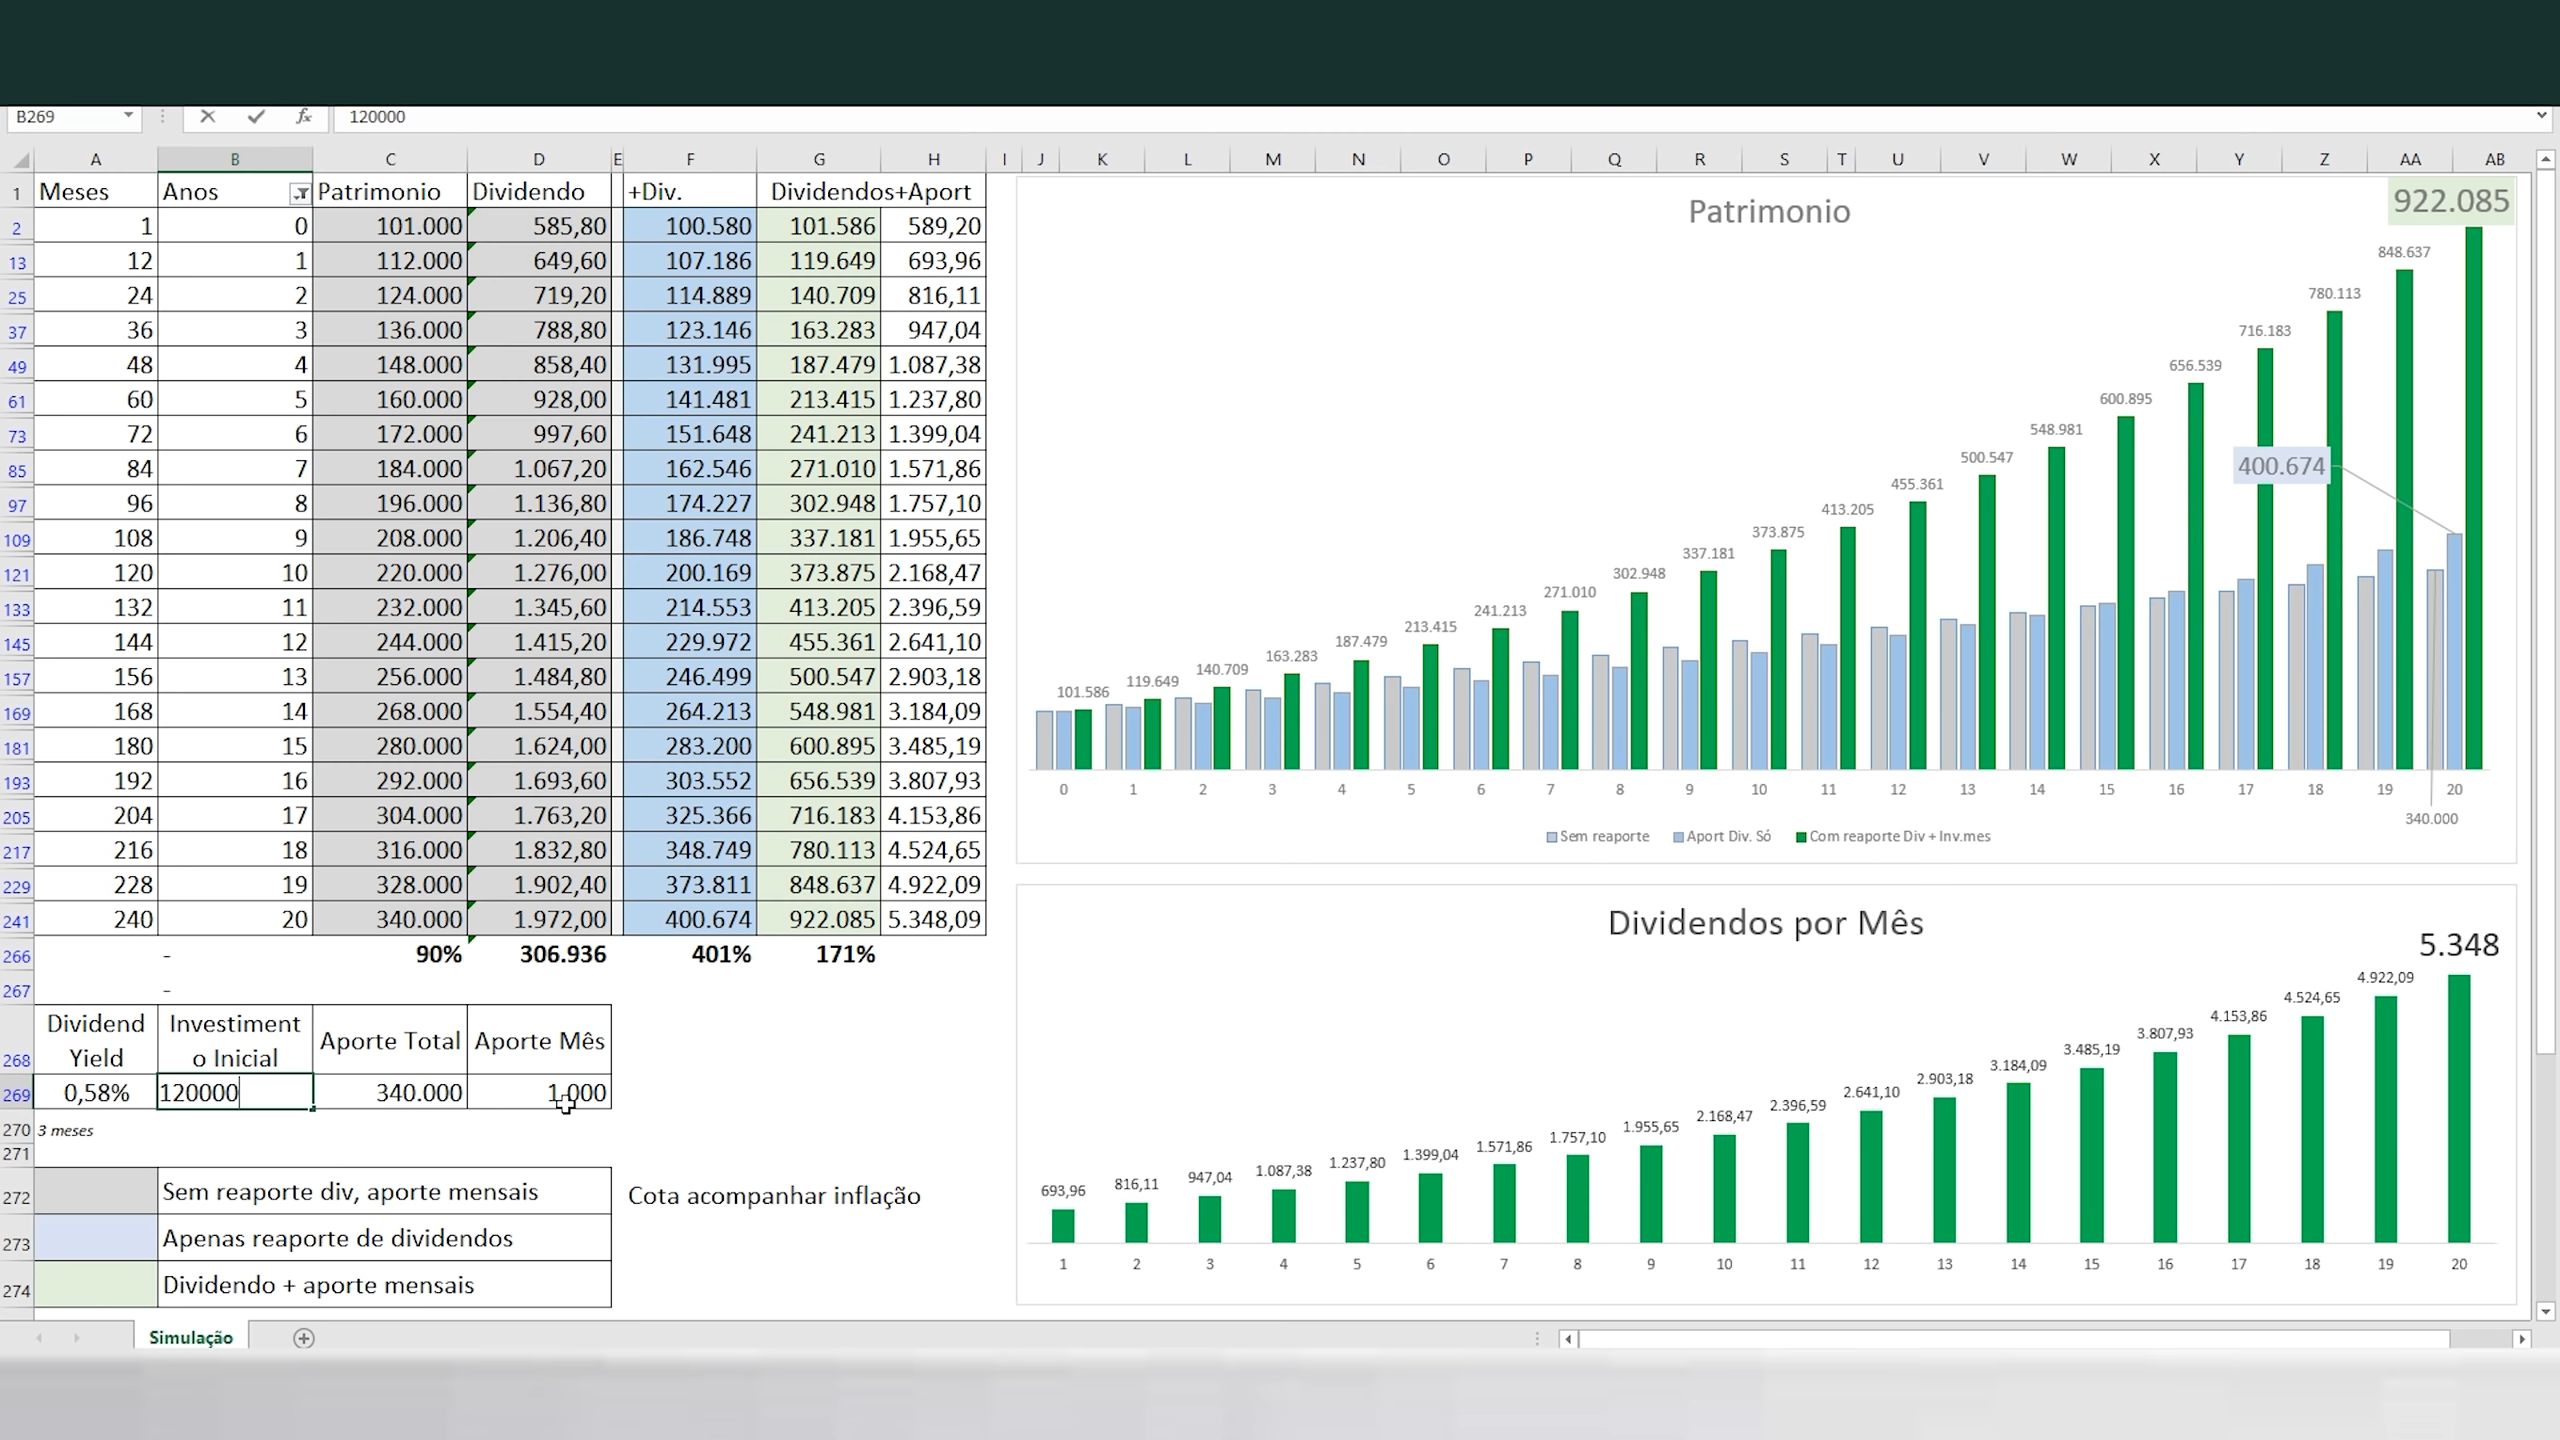 B269 fx 120000
A B C D E F G H I J K L M N O P Q R S T U V W X Y Z AA AB
1 Meses Anos Patrimonio Dividendo +Div. Dividendos+Aport
2 1 0 101.000 585,80 100.580 101.586 589,20
13 12 1 112.000 649,60 107.186 119.649 693,96
25 24 2 124.000 719,20 114.889 140.709 816,11
37 36 3 136.000 788,80 123.146 163.283 947,04
49 48 4 148.000 858,40 131.995 187.479 1.087,38
61 60 5 160.000 928,00 141.481 213.415 1.237,80
73 72 6 172.000 997,60 151.648 241.213 1.399,04
85 84 7 184.000 1.067,20 162.546 271.010 1.571,86
97 96 8 196.000 1.136,80 174.227 302.948 1.757,10
109 108 9 208.000 1.206,40 186.748 337.181 1.955,65
121 120 10 220.000 1.276,00 200.169 373.875 2.168,47
133 132 11 232.000 1.345,60 214.553 413.205 2.396,59
145 144 12 244.000 1.415,20 229.972 455.361 2.641,10
157 156 13 256.000 1.484,80 246.499 500.547 2.903,18
169 168 14 268.000 1.554,40 264.213 548.981 3.184,09
181 180 15 280.000 1.624,00 283.200 600.895 3.485,19
193 192 16 292.000 1.693,60 303.552 656.539 3.807,93
205 204 17 304.000 1.763,20 325.366 716.183 4.153,86
217 216 18 316.000 1.832,80 348.749 780.113 4.524,65
229 228 19 328.000 1.902,40 373.811 848.637 4.922,09
241 240 20 340.000 1.972,00 400.674 922.085 5.348,09
266 - 90% 306.936 401% 171%
267 -
268 Dividend Yield Investiment o Inicial Aporte Total Aporte Mês
269 0,58% 120000 340.000 1.000
270 3 meses
271
272 Sem reaporte div, aporte mensais Cota acompanhar inflação
273 Apenas reaporte de dividendos
274 Dividendo + aporte mensais
Simulação
Patrimonio
922.085
848.637
780.113
716.183
656.539
600.895
548.981
500.547
455.361
413.205
373.875
337.181
302.948
271.010
241.213
213.415
187.479
163.283
140.709
119.649
101.586
400.674
0 1 2 3 4 5 6 7 8 9 10 11 12 13 14 15 16 17 18 19 20
340.000
Sem reaporte Aport Div. Só Com reaporte Div + Inv.mes
Dividendos por Mês
5.348
4.922,09
4.524,65
4.153,86
3.807,93
3.485,19
3.184,09
2.903,18
2.641,10
2.396,59
2.168,47
1.955,65
1.757,10
1.571,86
1.399,04
1.237,80
1.087,38
947,04
816,11
693,96
1 2 3 4 5 6 7 8 9 10 11 12 13 14 15 16 17 18 19 20